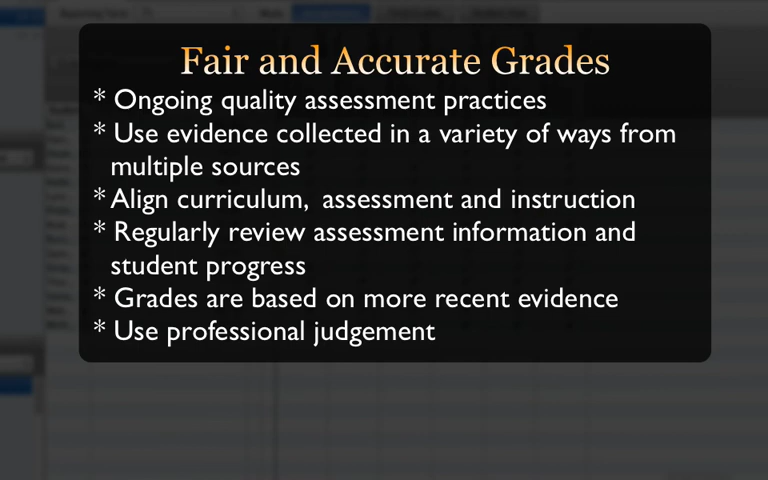 Fair and Accurate Grades
* Ongoing quality assessment practices
* Use evidence collected in a variety of ways from
multiple sources
* Align curriculum,  assessment and instruction
* Regularly review assessment information and
student progress
* Grades are based on more recent evidence
* Use professional judgement